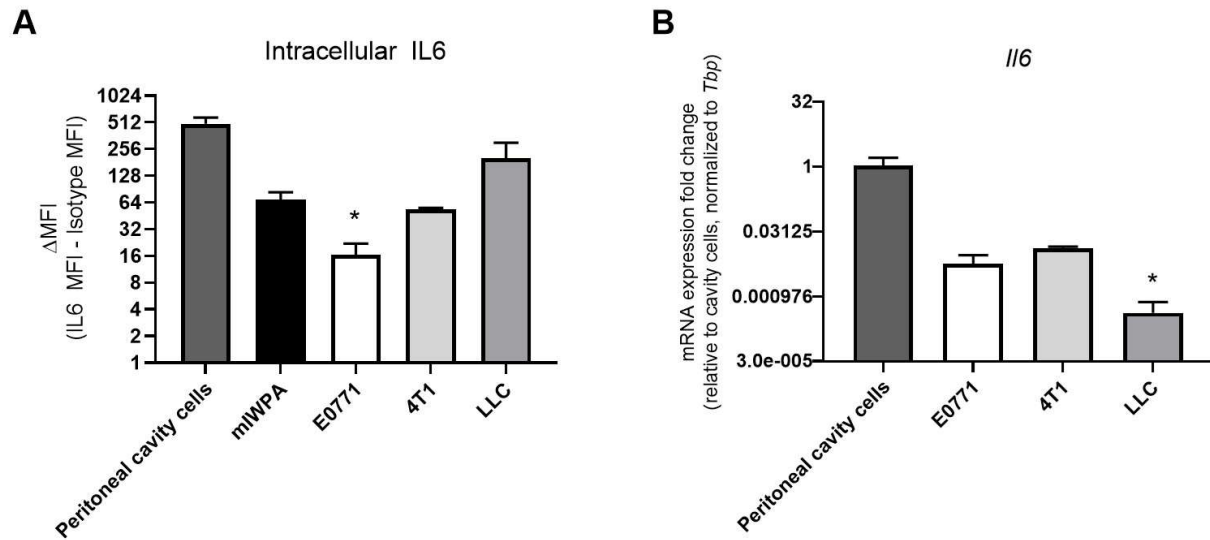 A
Intracellular IL6
ΔMFI
(IL6 MFI - Isotype MFI)
1024
512
256
128
64
32
16
8
4
2
1
*
Peritoneal cavity cells
mIWPA
E0771
4T1
LLC
B
Il6
mRNA expression fold change
(relative to cavity cells, normalized to Tbp)
32
1
0.03125
0.000976
3.0e-005
*
Peritoneal cavity cells
E0771
4T1
LLC